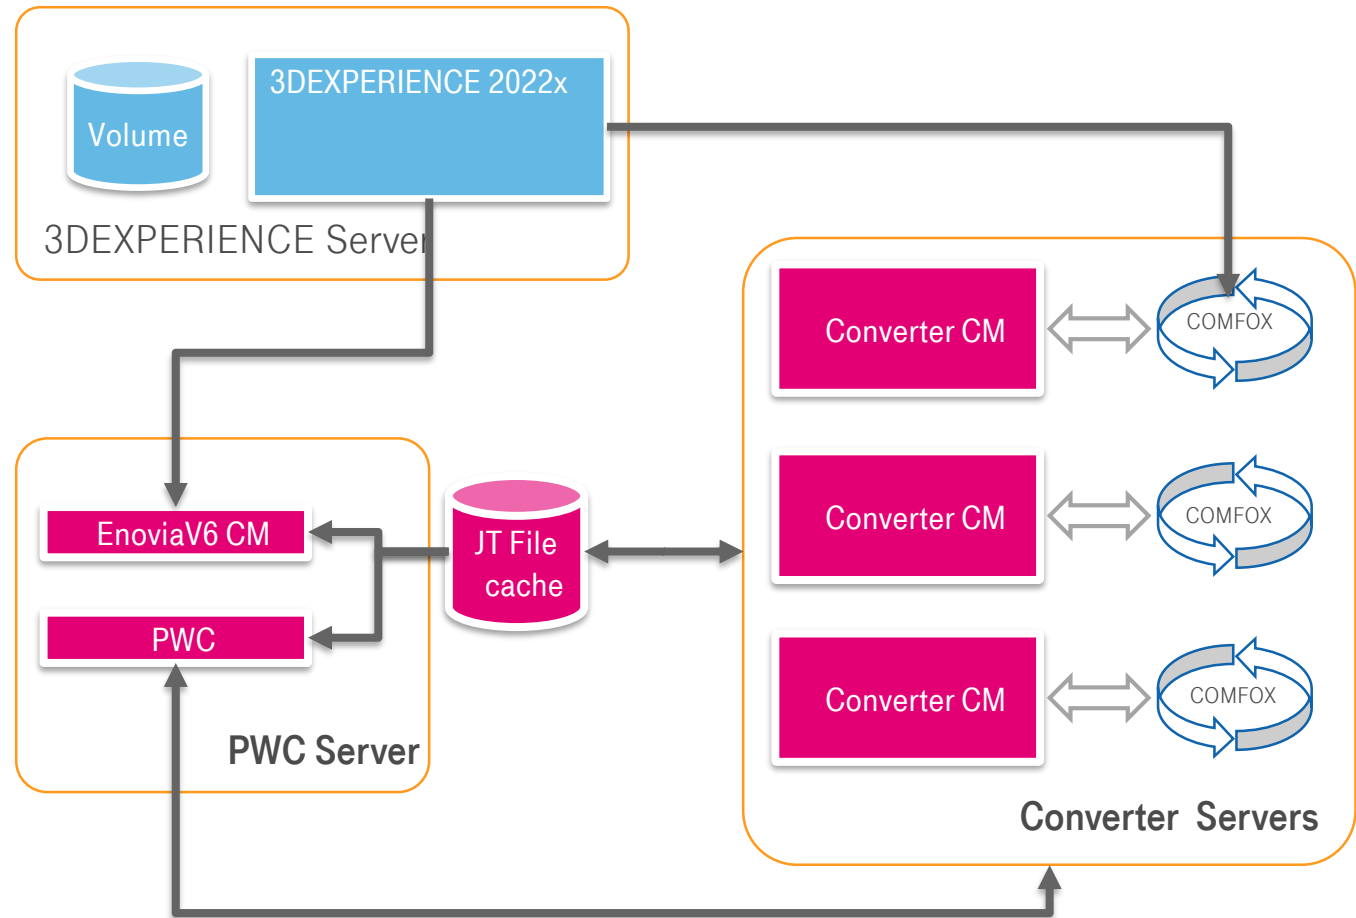 3DEXPERIENCE 2022x
Volume
3DEXPERIENCE Server
Converter CM
COMFOX
EnoviaV6 CM
JT File
cache
Converter CM
COMFOX
PWC
Converter CM
COMFOX
PWC Server
Converter Servers